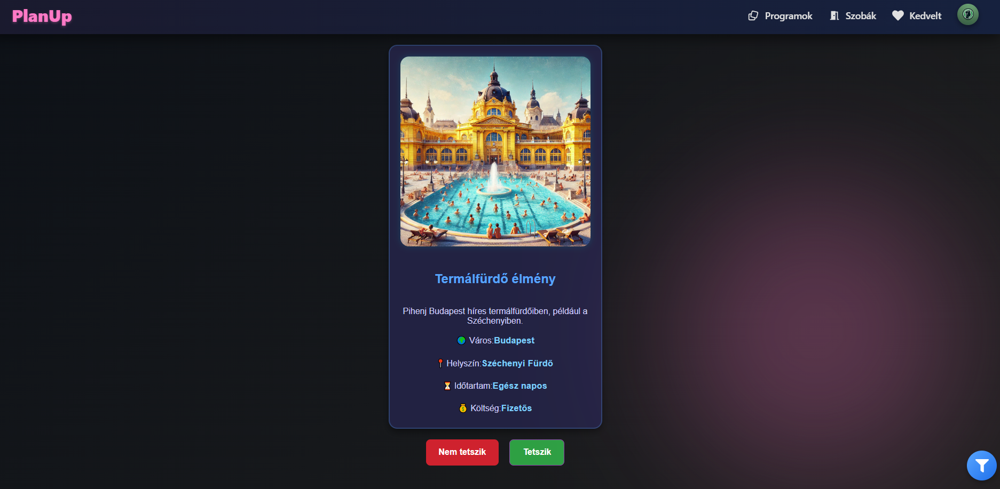 PlanUp
Programok
Szobák
Kedvelt
Termálfürdő élmény
Pihenj Budapest híres termálfürdőiben, például a
Széchenyiben.
Város:Budapest
Helyszín:Széchenyi Fürdő
Időtartam:Egész napos
Költség:Fizetős
Nem tetszik
Tetszik